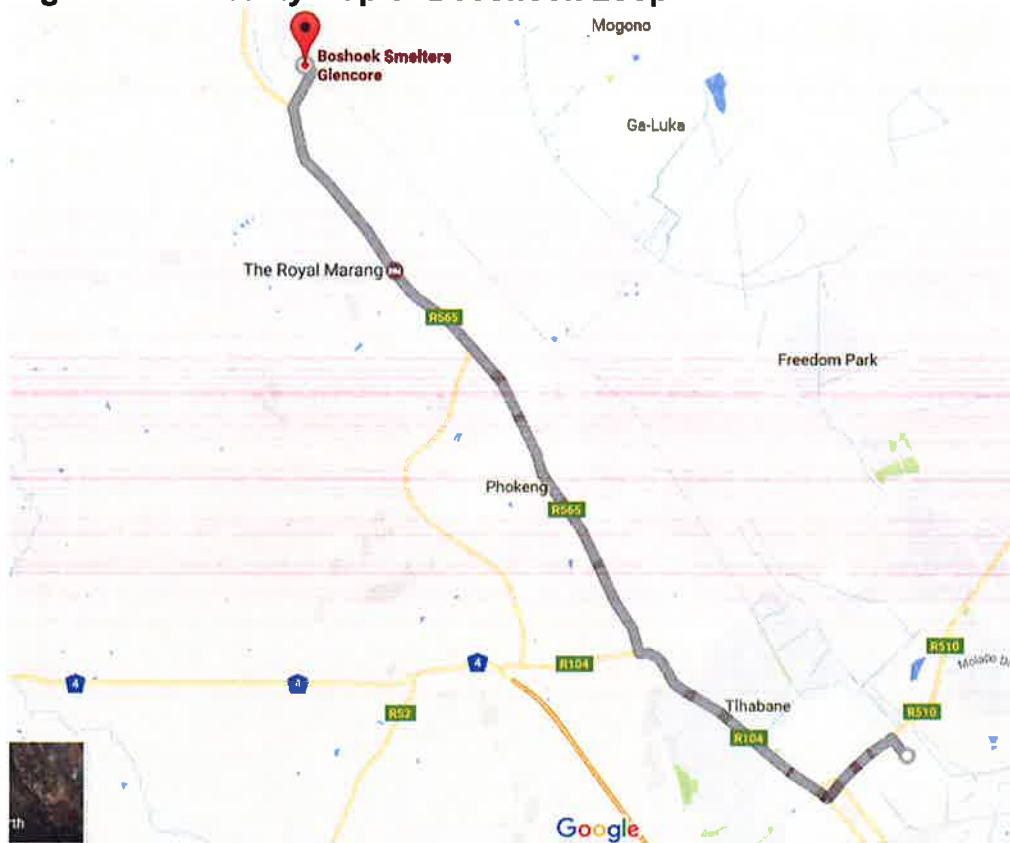 Mogono
Boshoek Smelters
Glencore
Ga-Luka
The Royal Marang
R565
Freedom Park
Phokeng
R565
R510
4
R104
4
4
Tlhabane
R52
R510
R104
th
Google